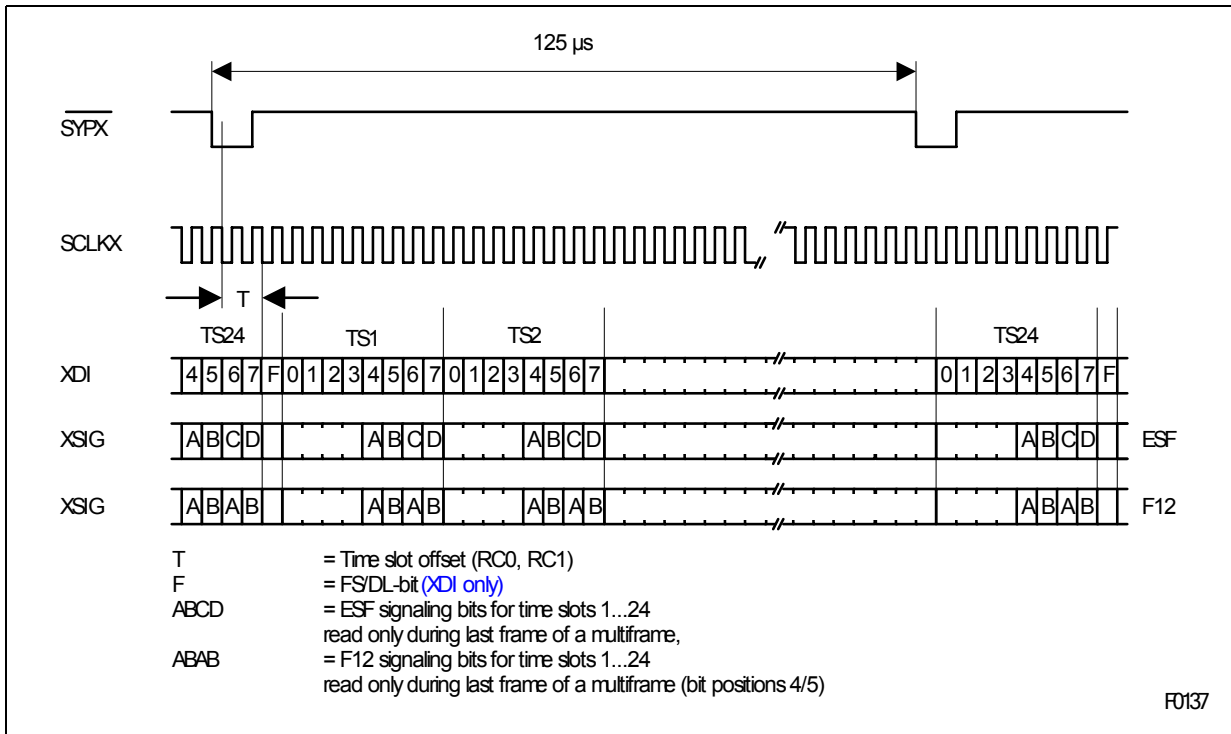 125 µs
SYPX
SCLKX
T
TS24 TS1 TS2 TS24
XDI 4 5 6 7 F 0 1 2 3 4 5 6 7 0 1 2 3 4 5 6 7 0 1 2 3 4 5 6 7 F
XSIG A B C D A B C D A B C D A B C D ESF
XSIG A B A B A B A B A B A B A B A B F12
T = Time slot offset (RC0, RC1)
F = FS/DL-bit (XDI only)
ABCD = ESF signaling bits for time slots 1...24
read only during last frame of a multiframe,
ABAB = F12 signaling bits for time slots 1...24
read only during last frame of a multiframe (bit positions 4/5)
F0137